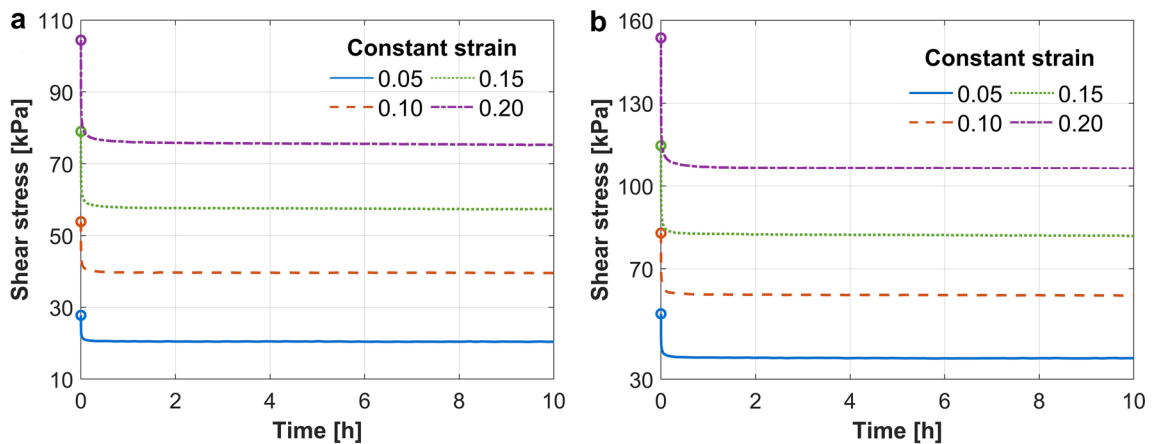 a
110
90
70
50
30
10
Shear stress [kPa]
Constant strain
0.05 0.15
0.10 0.20
0 2 4 6 8 10
Time [h]
b
160
130
100
70
30
Shear stress [kPa]
Constant strain
0.05 0.15
0.10 0.20
0 2 4 6 8 10
Time [h]